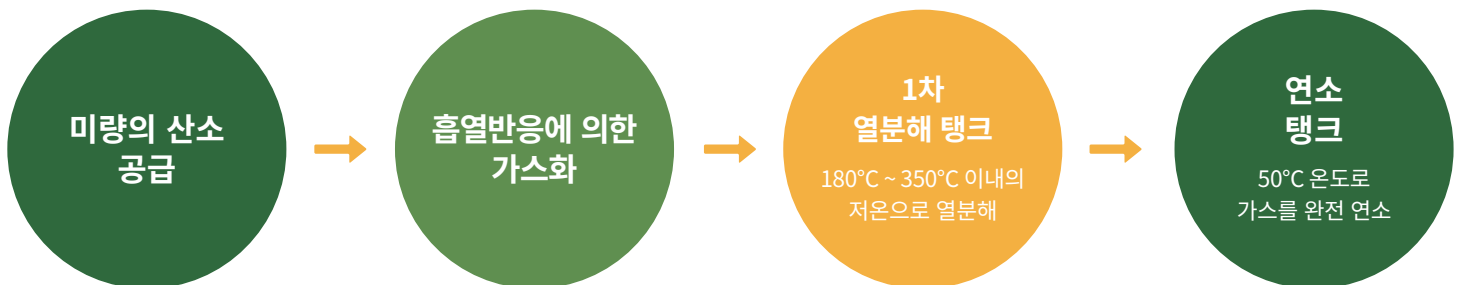 미량의 산소
공급
흡열반응에 의한
가스화
1차
열분해 탱크
180℃ ~ 350℃ 이내의
저온으로 열분해
연소
탱크
50℃ 온도로
가스를 완전 연소